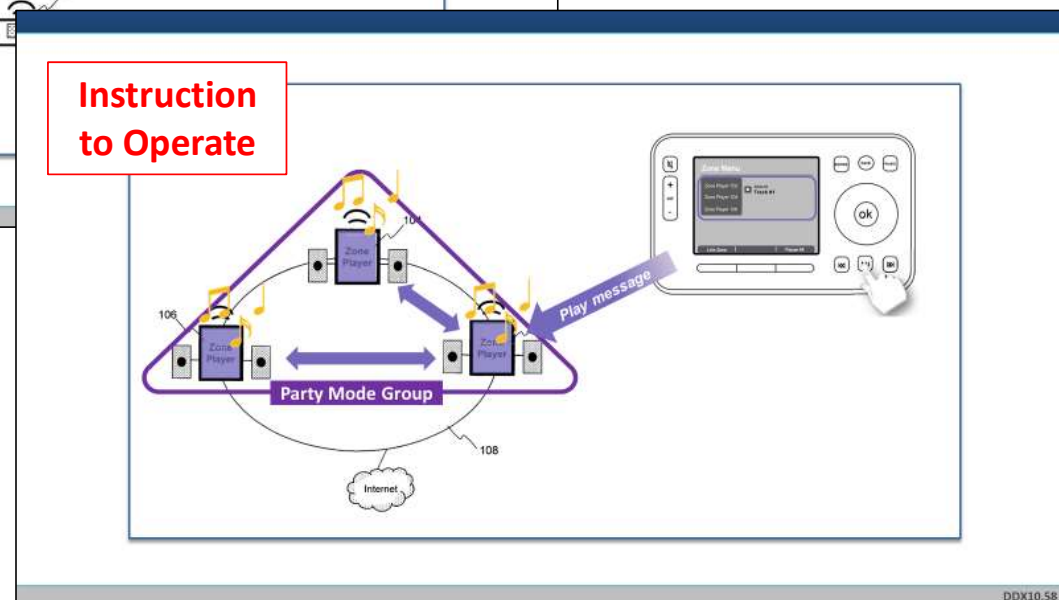 Instruction
to Operate
Zone Menu
Zone Player
104
ok
Play message
106
Zone
Player
Zone
Player
Party Mode Group
108
Internet
DDX10.58